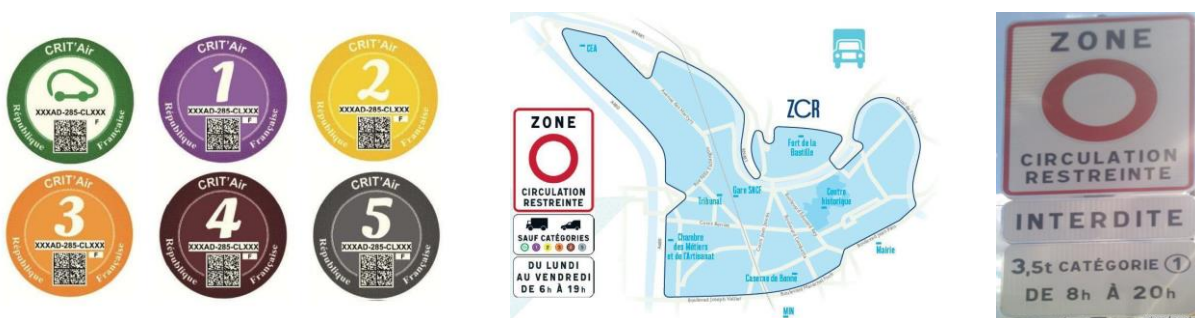 CRIT'Air
XXXAD-285-CLXXX
F
République Française
CRIT'Air
1
XXXAD-285-CLXXX
F
République Française
CRIT'Air
2
XXXAD-285-CLXXX
F
République Française
CRIT'Air
3
XXXAD-285-CLXXX
F
République Française
CRIT'Air
4
XXXAD-285-CLXXX
F
République Française
CRIT'Air
5
XXXAD-285-CLXXX
F
République Française
ZONE
CIRCULATION
RESTREINTE
SAUF CATÉGORIES
DU LUNDI
AU VENDREDI
DE 6h À 19h
CEA
ZCR
Fort de la
Bastille
Gare SNCF
Centre
historique
Tribunal
Chambre
des Métiers
et de l'Artisanat
Mairie
Caserne de Bonne
Boulevard Joseph Vallier
MIN
ZONE
CIRCULATION
RESTREINTE
INTERDITE
3,5t CATÉGORIE 1
DE 8h À 20h